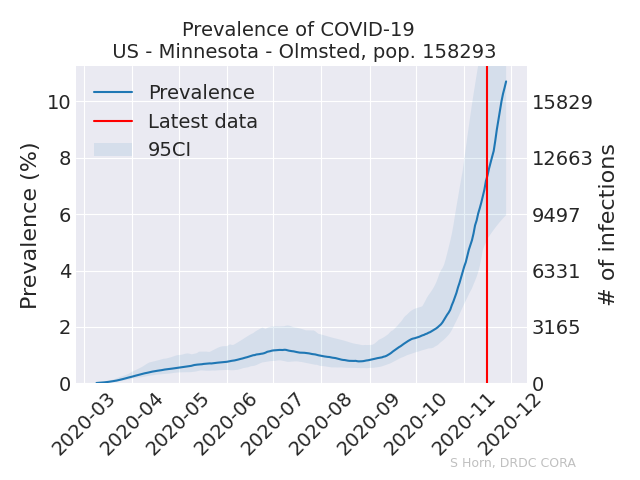 Prevalence of COVID-19
US - Minnesota - Olmsted, pop. 158293
Prevalence
Latest data
95CI
Prevalence (%)
10
8
6
4
2
0
15829
12663
9497
6331
3165
0
# of infections
2020-03
2020-04
2020-05
2020-06
2020-07
2020-08
2020-09
2020-10
2020-11
2020-12
S Horn, DRDC CORA